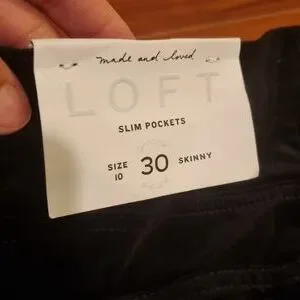 made and loved
LOFT
SLIM POCKETS
SIZE 10 30 SKINNY